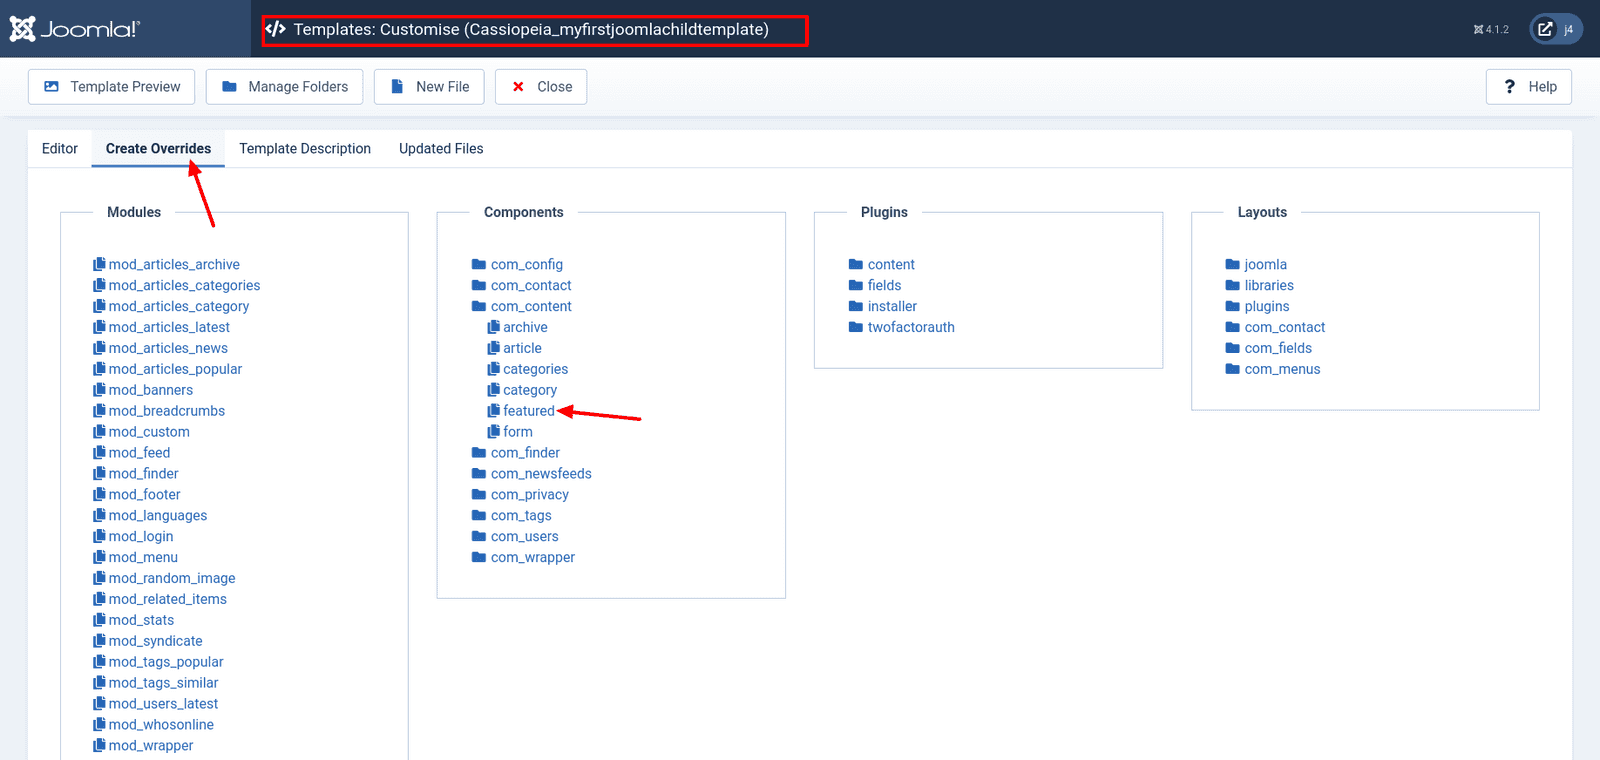 Joomla!®
Templates: Customise (Cassiopeia_myfirstjoomlachildtemplate)
4.1.2
j4
Template Preview
Manage Folders
New File
Close
? Help
Editor
Create Overrides
Template Description
Updated Files
Modules
mod_articles_archive
mod_articles_categories
mod_articles_category
mod_articles_latest
mod_articles_news
mod_articles_popular
mod_banners
mod_breadcrumbs
mod_custom
mod_feed
mod_finder
mod_footer
mod_languages
mod_login
mod_menu
mod_random_image
mod_related_items
mod_stats
mod_syndicate
mod_tags_popular
mod_tags_similar
mod_users_latest
mod_whosonline
mod_wrapper
Components
com_config
com_contact
com_content
archive
article
categories
category
featured
form
com_finder
com_newsfeeds
com_privacy
com_tags
com_users
com_wrapper
Plugins
content
fields
installer
twofactorauth
Layouts
joomla
libraries
plugins
com_contact
com_fields
com_menus